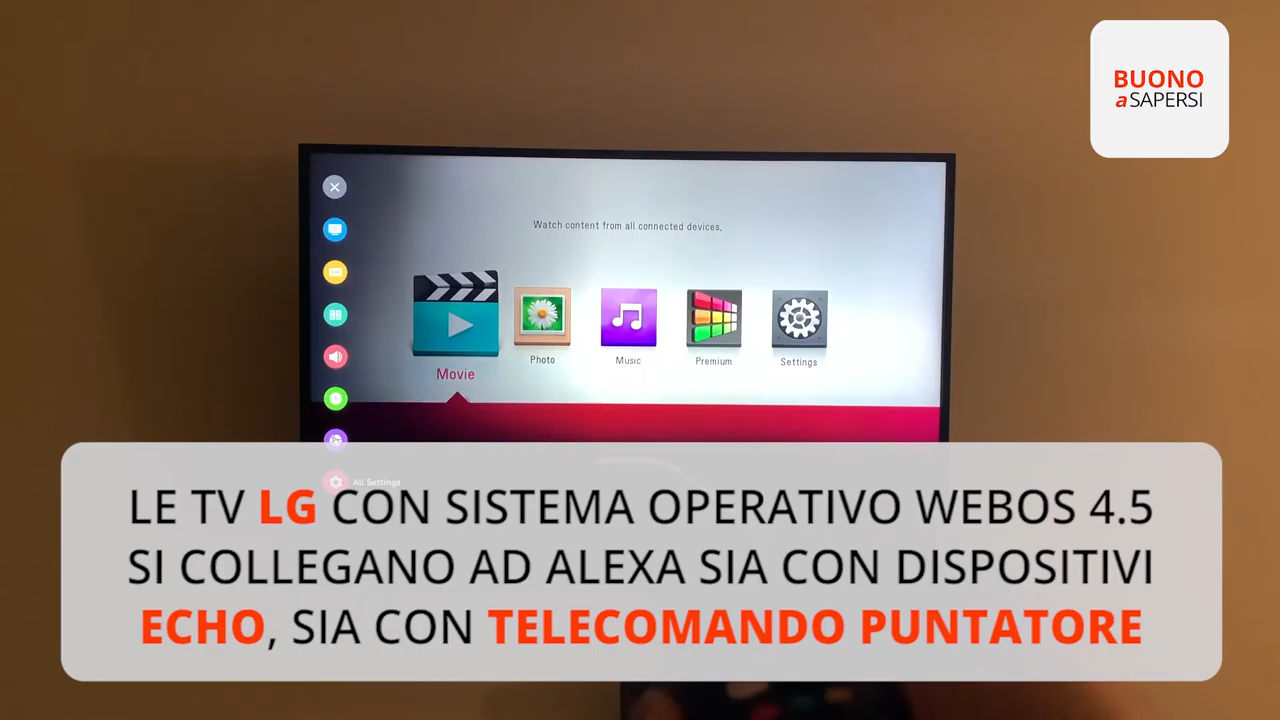 BUONO
a SAPERSI
Watch content from all connected devices.
Movie
Photo
Music
Premium
Settings
All Settings
LE TV LG CON SISTEMA OPERATIVO WEBOS 4.5
SI COLLEGANO AD ALEXA SIA CON DISPOSITIVI
ECHO, SIA CON TELECOMANDO PUNTATORE